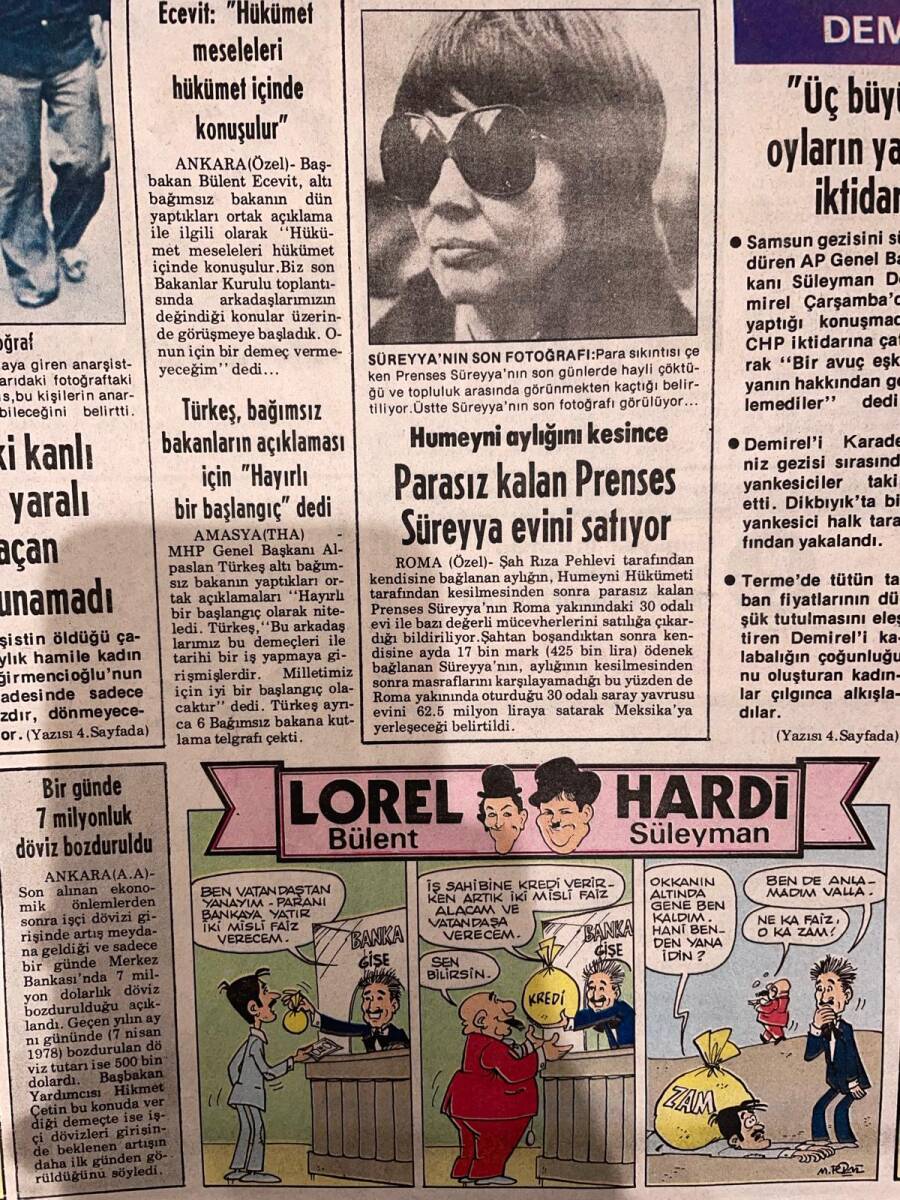 Ecevit: "Hükümet
meseleleri
hükümet içinde
konuşulur"
ANKARA(Özel)- Baş-
bakan Bülent Ecevit, altı
bağımsız bakanın dün
yaptıkları ortak açıklama
ile ilgili olarak ''Hükü-
met meseleleri hükümet
içinde konuşulur.Biz son
Bakanlar Kurulu toplantı-
sında arkadaşlarımızın
değindiği konular üzerin-
de görüşmeye başladık. O-
nun için bir demeç verme-
yeceğim'' dedi...
Türkeş, bağımsız
bakanların açıklaması
için "Hayırlı
bir başlangıç" dedi
AMASYA(THA) -
MHP Genel Başkanı Al-
paslan Türkeş altı bağım-
sız bakanın yaptıkları or-
tak açıklamaları ''Hayırlı
bir başlangıç olarak nite-
ledi. Türkeş,''Bu arkadaş
larımız bu demeçleri ile
tarihi bir iş yapmaya gi-
rişmişlerdir. Milletimiz
için iyi bir başlangıç ola-
caktır'' dedi. Türkeş ayrı-
ca 6 Bağımsız bakana kut-
lama telgrafı çekti.
oğraf
aya giren anarşist-
arıdaki fotoğraftaki
s,bu kişilerin anar-
bileceğini belirtti.
ki kanlı
yaralı
açan
unamadı
şistin öldüğü ça-
ylık hamile kadın
ğirmencioğlu'nun
adesinde sadece
zdır, dönmeyece-
or. (Yazısı 4.Sayfada)
SÜREYYA'NIN SON FOTOĞRAFI:Para sıkıntısı çe
ken Prenses Süreyya'nın son günlerde hayli çöktü-
ğü ve topluluk arasında görünmekten kaçtığı belir-
tiliyor.Üstte Süreyya'nın son fotoğrafı görülüyor...
Humeyni aylığını kesince
Parasız kalan Prenses
Süreyya evini satıyor
ROMA (Özel)- Şah Rıza Pehlevi tarafından
kendisine bağlanan aylığın, Humeyni Hükümeti
tarafından kesilmesinden sonra parasız kalan
Prenses Süreyya'nın Roma yakınındaki 30 odalı
evi ile bazı değerli mücevherlerini satılığa çıkar-
dığı bildiriliyor.Şahtan boşandıktan sonra ken-
disine ayda 17 bin mark (425 bin lira) ödenek
bağlanan Süreyya'nın, aylığının kesilmesinden
sonra masraflarını karşılayamadığı bu yüzden de
Roma yakınında oturduğu 30 odalı saray yavrusu
evini 62.5 milyon liraya satarak Meksika'ya
yerleşeceği belirtildi.
DEM
"Üç büyü
oyların ya
iktidar
● Samsun gezisini sü
düren AP Genel Ba
kanı Süleyman De
mirel Çarşamba'd
yaptığı konuşmad
CHP iktidarına çat
rak ''Bir avuç eşk
yanın hakkından ge
lemediler'' dedi
● Demirel'i Karade
niz gezisi sırasınd
yankesiciler taki
etti. Dikbıyık'ta bi
yankesici halk tara
fından yakalandı.
● Terme'de tütün ta
ban fiyatlarının dü
şük tutulmasını eleş
tiren Demirel'i ka-
labalığın çoğunluğu
nu oluşturan kadın-
lar çılgınca alkışla-
dılar.
(Yazısı 4.Sayfada)
Bir günde
7 milyonluk
döviz bozduruldu
ANKARA(A.A)-
Son alınan ekono-
mik önlemlerden
sonra işçi dövizi gi-
rişinde artış meyda
na geldiği ve sadece
bir günde Merkez
Bankası'nda 7 mil-
yon dolarlık döviz
bozdurulduğu açık-
landı. Geçen yılın ay
nı gününde (7 nisan
1978) bozdurulan dö
viz tutarı ise 500 bin
dolardı. Başbakan
Yardımcısı Hikmet
Çetin bu konuda ver
diği demeçte ise iş-
çi dövizleri girişin-
de beklenen artışın
daha ilk günden gö-
rüldüğünü söyledi.
LOREL HARDİ
Bülent Süleyman
BEN VATANDAŞTAN
YANAYIM - PARANI
BANKAYA YATIR
İKİ MİSLİ FAİZ
VERECEM.
BANKA
GİŞE
İŞ SAHİBİNE KREDİ VERİR-
KEN ARTIK İKİ MİSLİ FAİZ
ALACAM VE
VATANDAŞA
VERECEM.
SEN
BİLİRSİN.
BANKA
GİŞE
KREDİ
OKKANIN
ALTINDA
GENE BEN
KALDIM.
HANİ BEN-
DEN YANA
İDİN?
BEN DE ANLA-
MADIM VALLA.
NE KA FAİZ,
O KA ZAM!
ZAM